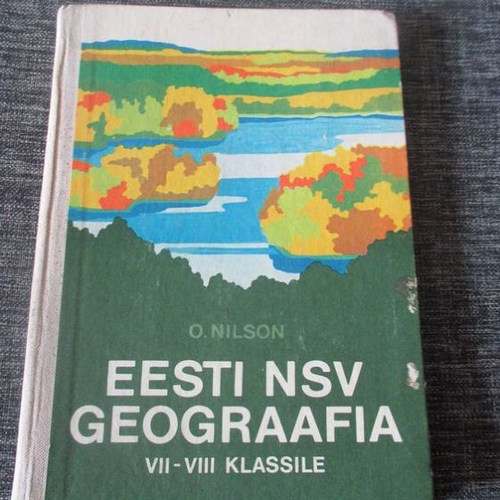 O. NILSON
EESTI NSV
GEOGRAAFIA
VII-VIII KLASSILE